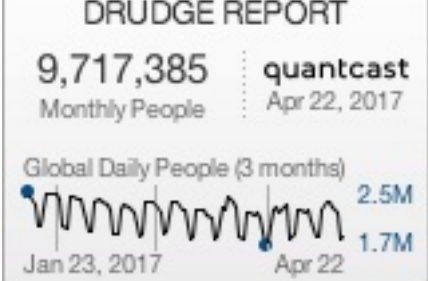 DRUDGE REPORT
9,717,385
Monthly People
quantcast
Apr 22, 2017
Global Daily People (3 months)
2.5M
1.7M
Jan 23, 2017
Apr 22